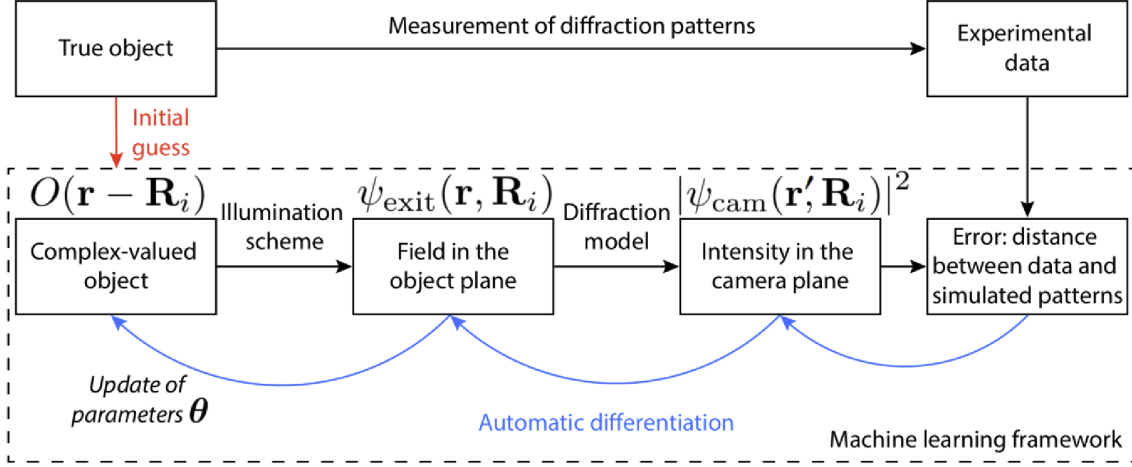 True object
Measurement of diffraction patterns
Experimental
data
Initial
guess
O(r − R_i)
Illumination
scheme
ψ_exit(r, R_i)
Diffraction
model
|ψ_cam(r′, R_i)|²
Complex-valued
object
Field in the
object plane
Intensity in the
camera plane
Error: distance
between data and
simulated patterns
Update of
parameters θ
Automatic differentiation
Machine learning framework